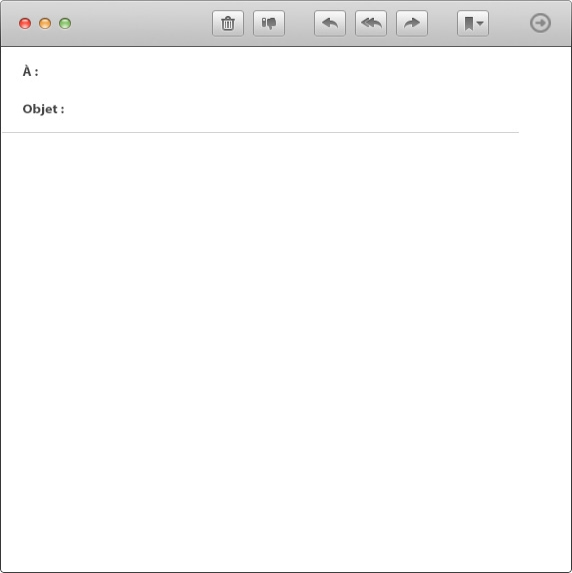 À :
Objet :